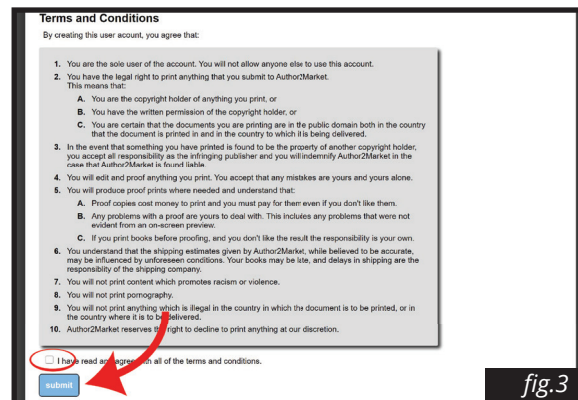 Terms and Conditions
By creating this user acount, you agree that:
1. You are the sole user of the account. You will not allow anyone else to use this account.
2. You have the legal right to print anything that you submit to Author2Market.
This means that:
A. You are the copyright holder of anything you print, or
B. You have the written permission of the copyright holder, or
C. You are certain that the documents you are printing are in the public domain both in the country
that the document is printed in and in the country to which it is being delivered.
3. In the event that something you have printed is found to be the property of another copyright holder,
you accept all responsibility as the infringing publisher and you will indemnify Author2Market in the
case that Author2Market is found liable.
4. You will edit and proof anything you print. You accept that any mistakes are yours and yours alone.
5. You will produce proof prints where needed and understand that:
A. Proof copies cost money to print and you must pay for them even if you don't like them.
B. Any problems with a proof are yours to deal with. This includes any problems that were not
evident from an on-screen preview.
C. If you print books before proofing, and you don't like the result the responsibility is your own.
6. You understand that the shipping estimates given by Author2Market, while believed to be accurate,
may be influenced by unforeseen conditions. Your books may be late, and delays in shipping are the
responsiblity of the shipping company.
7. You will not print content which promotes racism or violence.
8. You will not print pornography.
9. You will not print anything which is illegal in the country in which the document is to be printed, or in
the country where it is to be delivered.
10. Author2Market reserves the right to decline to print anything at our discretion.
I have read and agree with all of the terms and conditions.
submit
fig.3